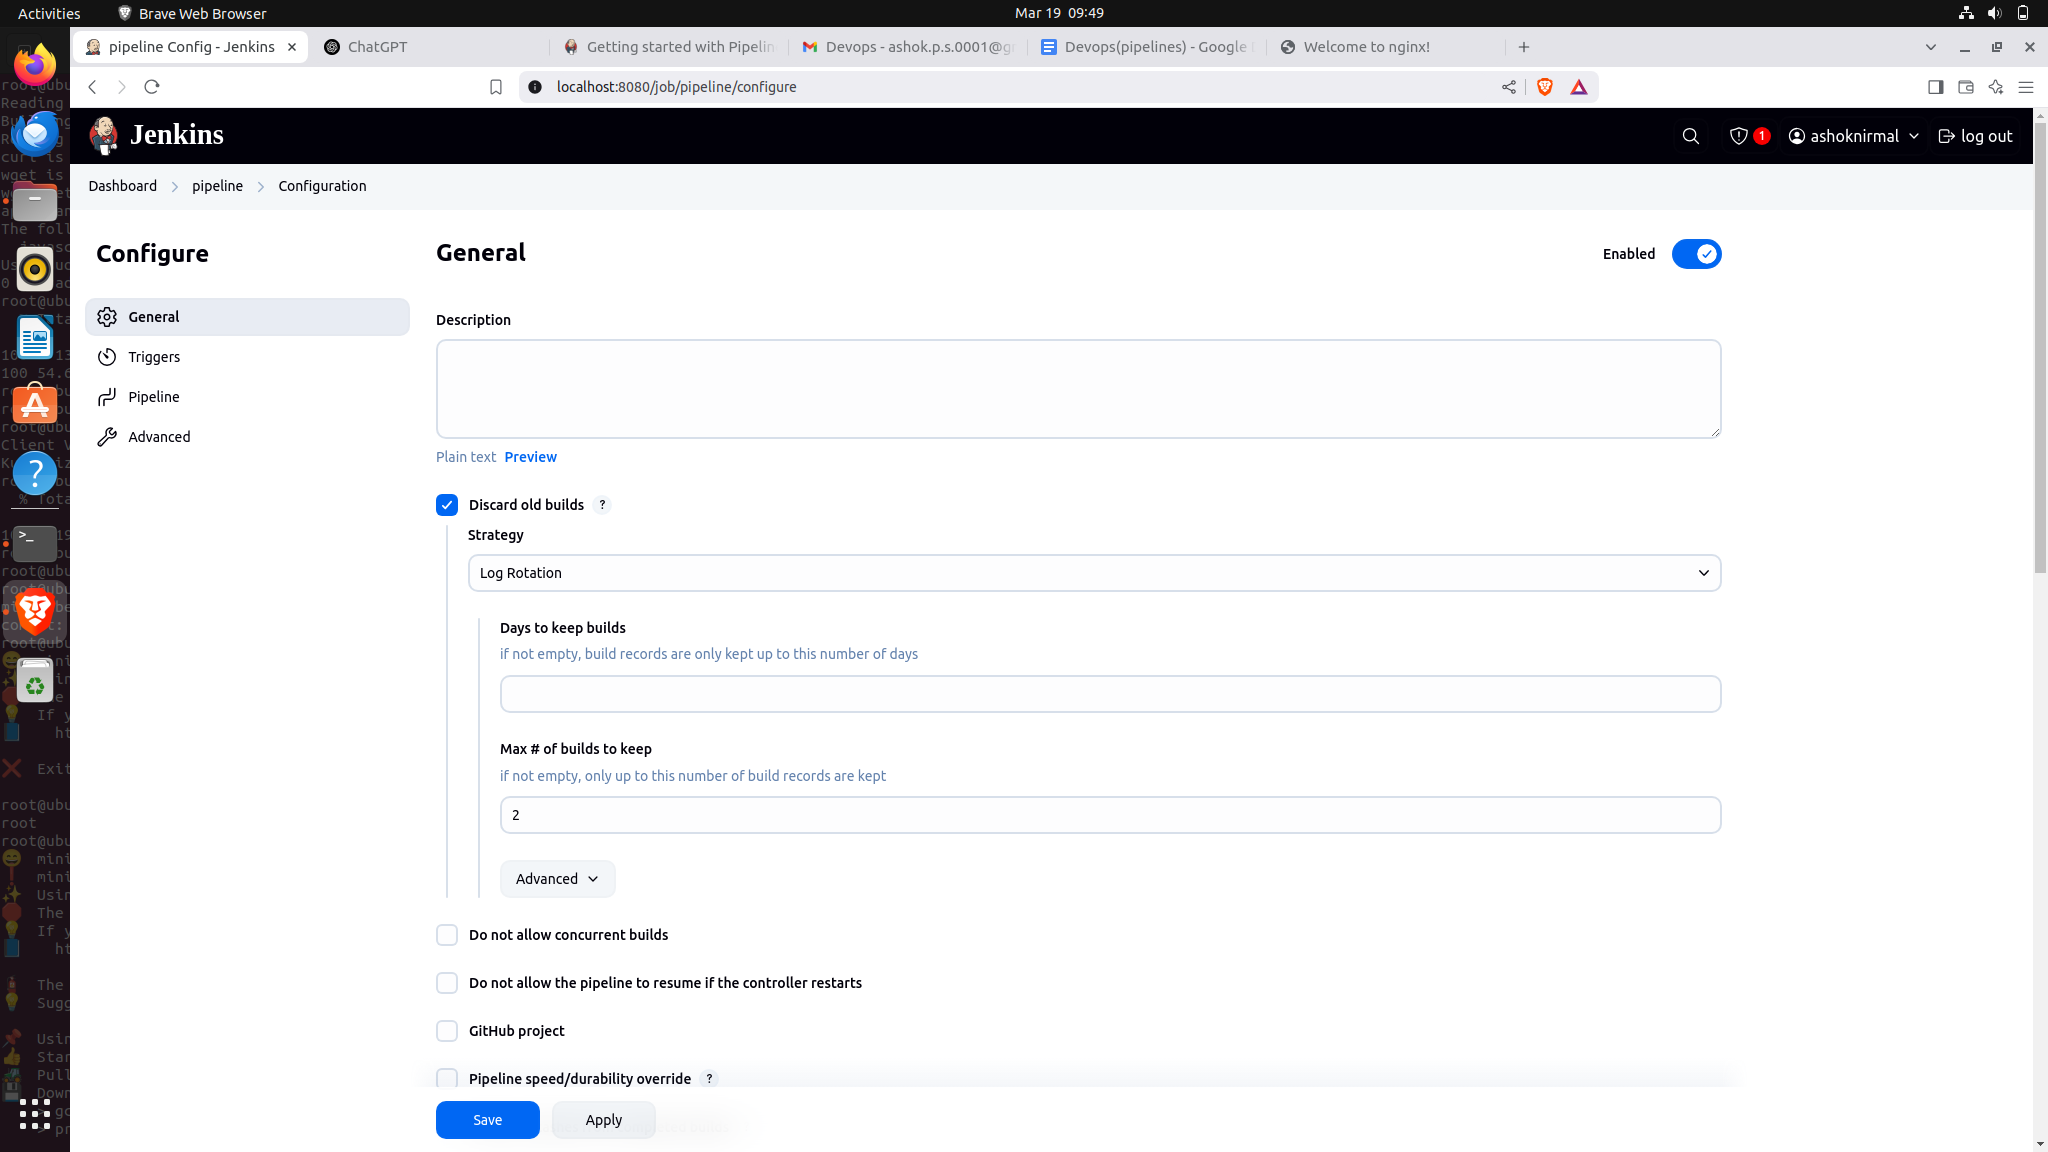 Activities
Brave Web Browser
Mar 19 09:49
pipeline Config - Jenkins
ChatGPT
Getting started with Pipelin
Devops - ashok.p.s.0001@g
Devops(pipelines) - Google
Welcome to nginx!
localhost:8080/job/pipeline/configure
Jenkins
1
ashoknirmal
log out
Dashboard
pipeline
Configuration
Configure
General
Triggers
Pipeline
Advanced
General
Enabled
Description
Plain text Preview
Discard old builds ?
Strategy
Log Rotation
Days to keep builds
if not empty, build records are only kept up to this number of days
Max # of builds to keep
if not empty, only up to this number of build records are kept
2
Advanced
Do not allow concurrent builds
Do not allow the pipeline to resume if the controller restarts
GitHub project
Pipeline speed/durability override ?
Save
Apply